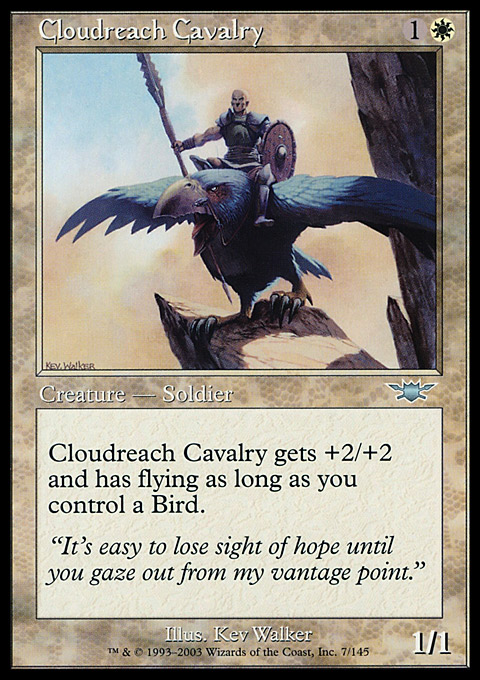 Cloudreach Cavalry 1
KEV WALKER
Creature — Soldier
Cloudreach Cavalry gets +2/+2
and has flying as long as you
control a Bird.
“It’s easy to lose sight of hope until
you gaze out from my vantage point.”
Illus. Kev Walker
™ & © 1993–2003 Wizards of the Coast, Inc. 7/145
1/1